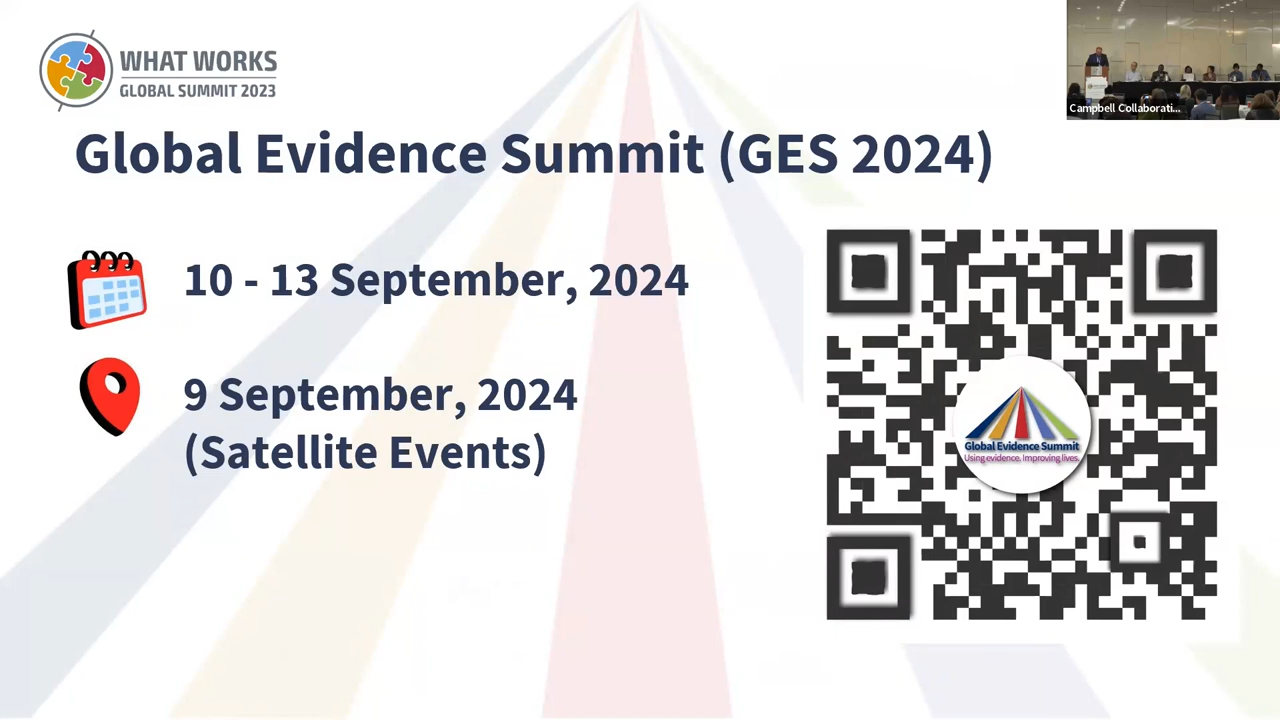 WHAT WORKS
GLOBAL SUMMIT 2023
Campbell Collaborati...
Global Evidence Summit (GES 2024)
10 - 13 September, 2024
9 September, 2024
(Satellite Events)
Global Evidence Summit
Using evidence. Improving lives.